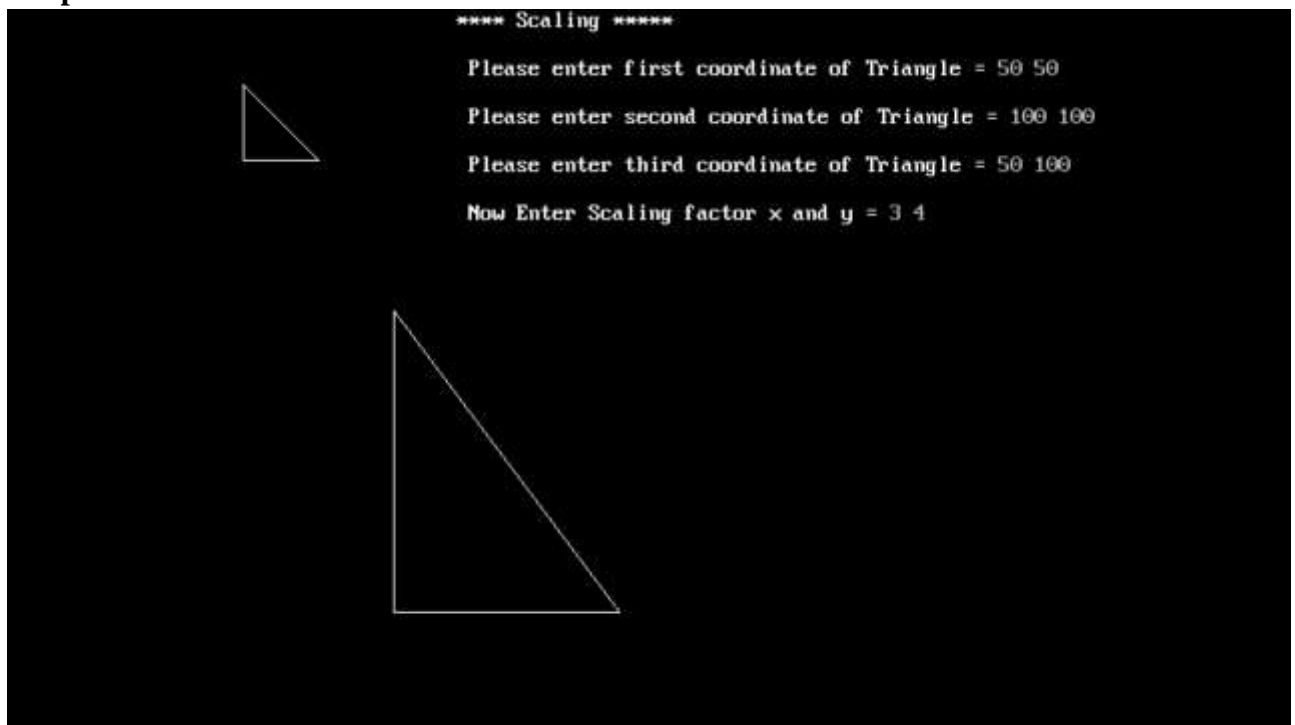 **** Scaling *****
Please enter first coordinate of Triangle = 50 50
Please enter second coordinate of Triangle = 100 100
Please enter third coordinate of Triangle = 50 100
Now Enter Scaling factor x and y = 3 4